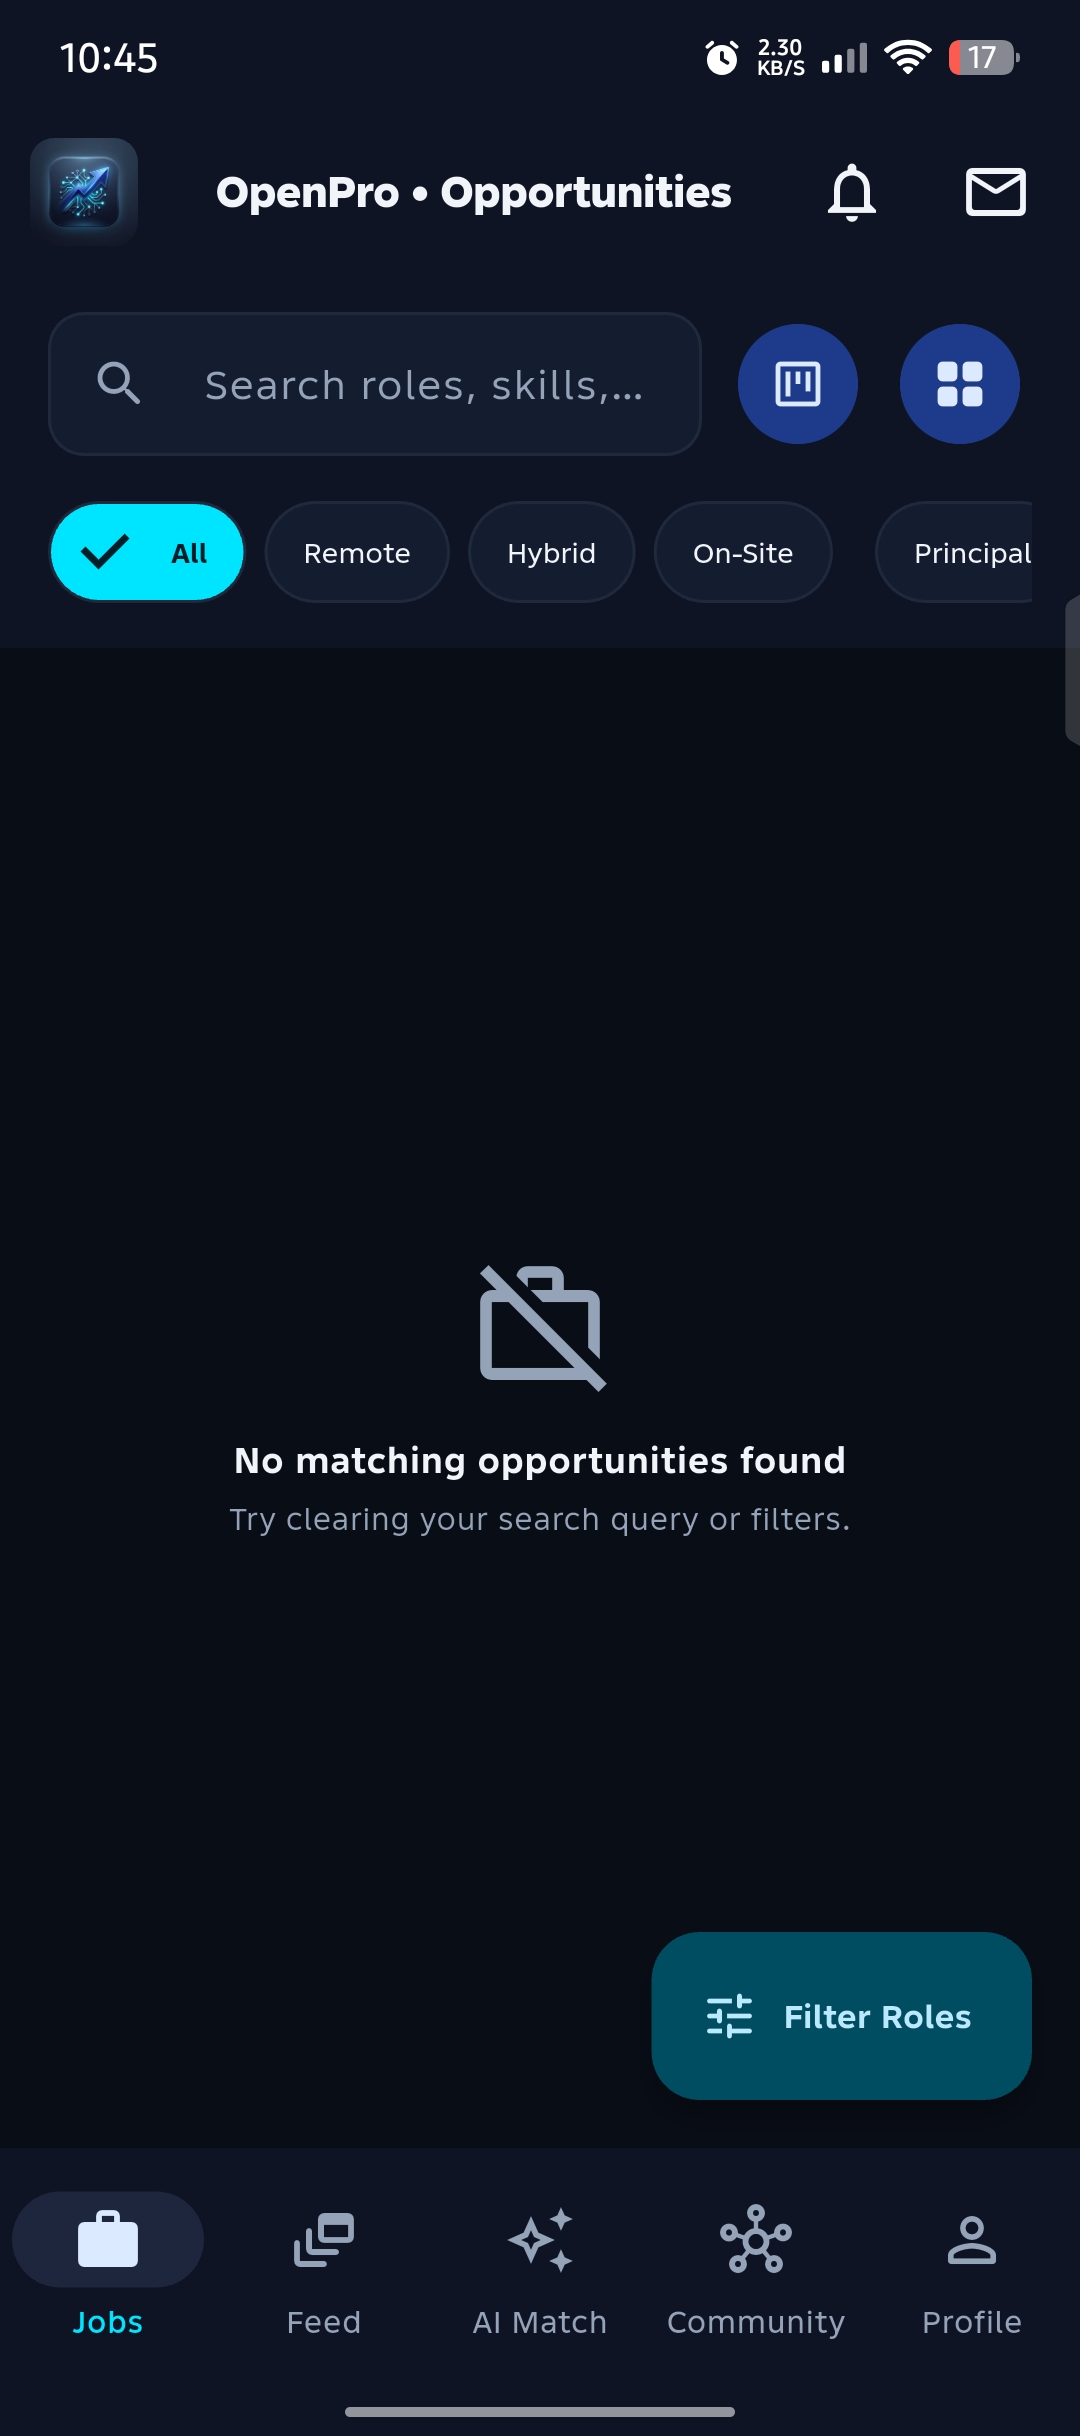 10:45
2.30
KB/S
17
OpenPro • Opportunities
Search roles, skills,...
All
Remote
Hybrid
On-Site
Principal
No matching opportunities found
Try clearing your search query or filters.
Filter Roles
Jobs
Feed
AI Match
Community
Profile